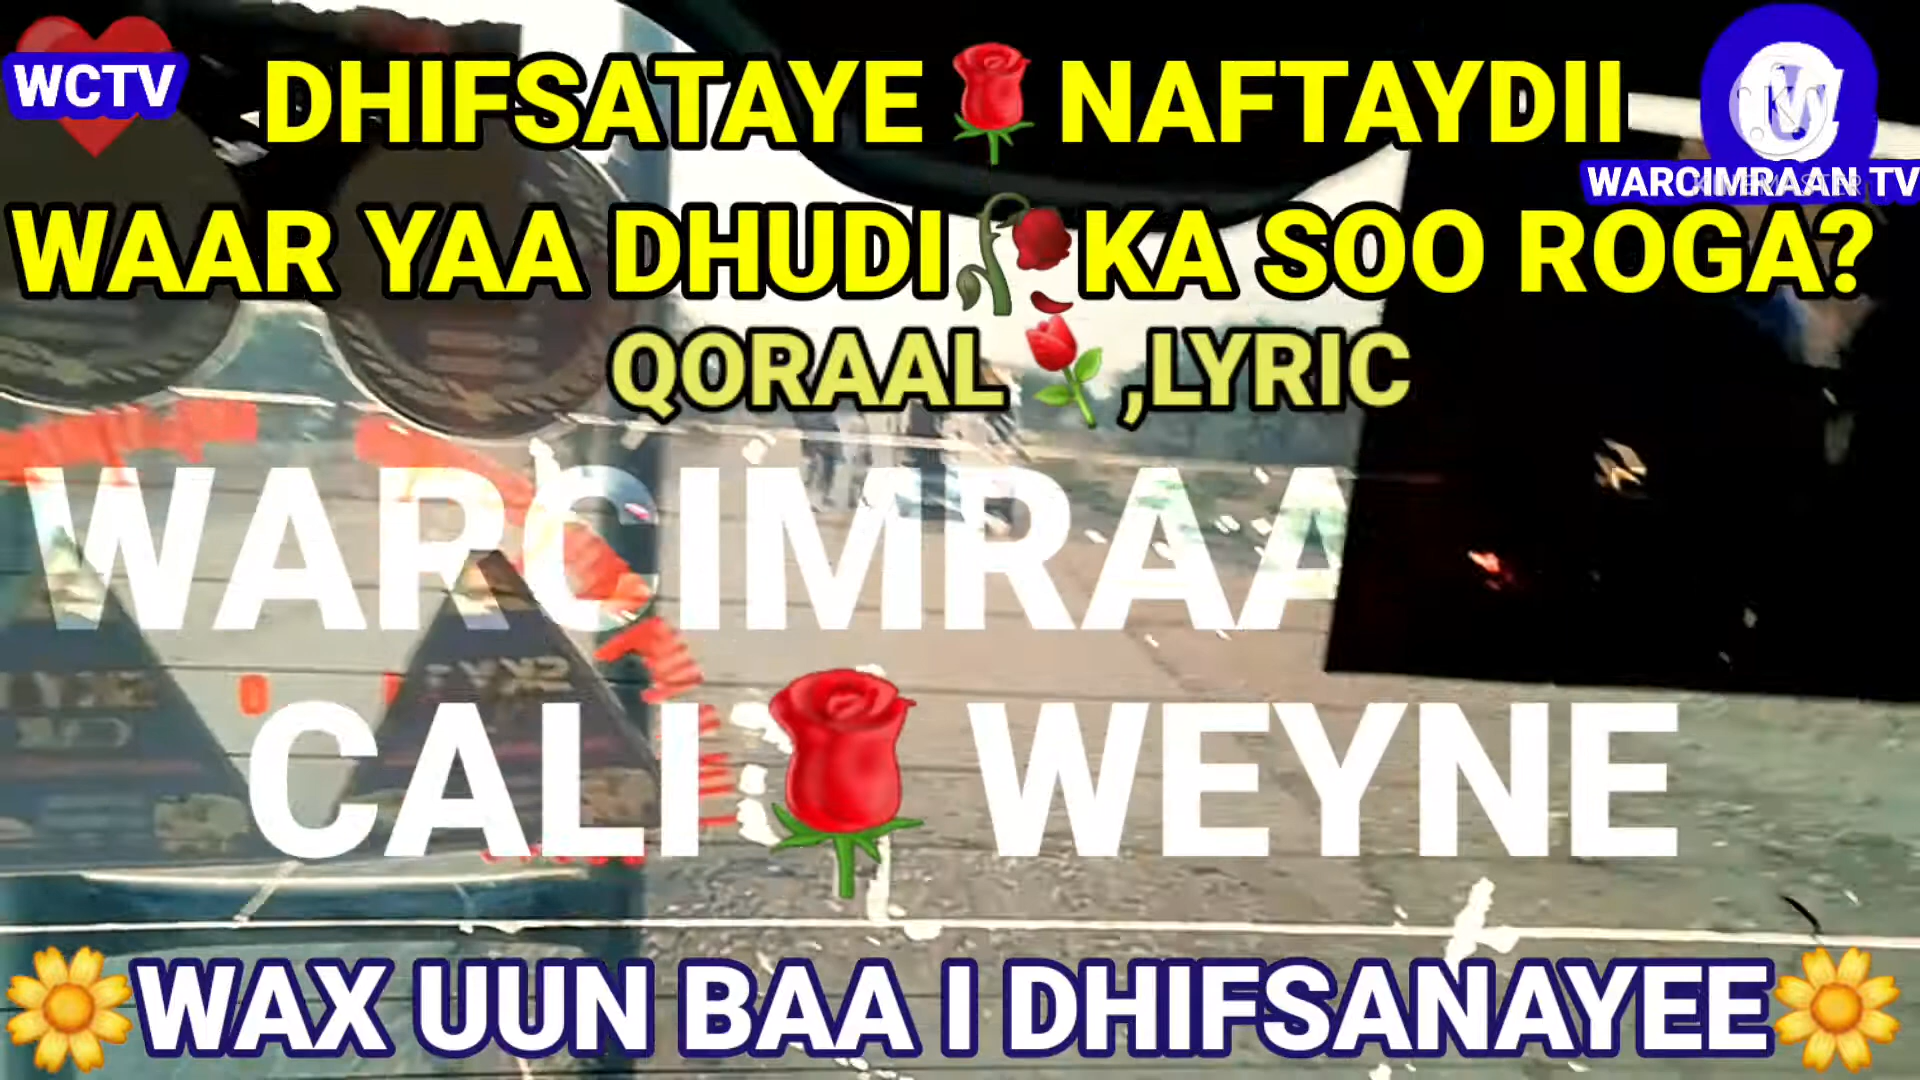 WCTV
DHIFSATAYE NAFTAYDII
WARCIMRAAN TV
KINEMASTER
WAAR YAA DHUDI KA SOO ROGA?
QORAAL ,LYRIC
WARCIMRAA
CALI WEYNE
WAX UUN BAA I DHIFSANAYEE